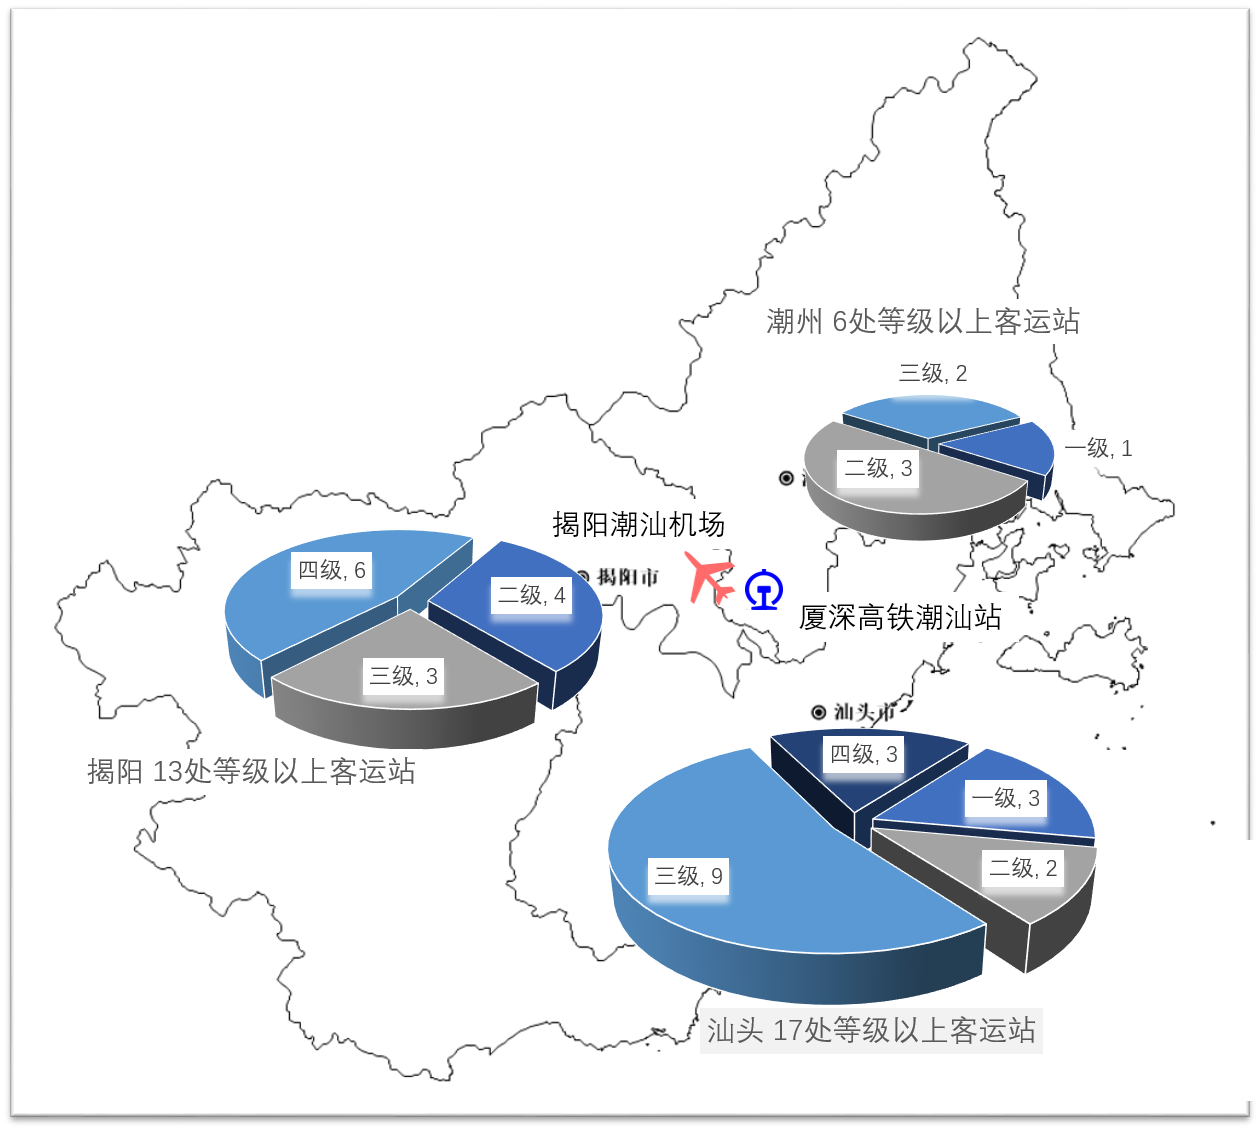 潮州 6处等级以上客运站
三级, 2
一级, 1
二级, 3
揭阳潮汕机场
四级, 6
二级, 4
揭阳市
厦深高铁潮汕站
三级, 3
汕头市
揭阳 13处等级以上客运站
四级, 3
一级, 3
二级, 2
三级, 9
汕头 17处等级以上客运站